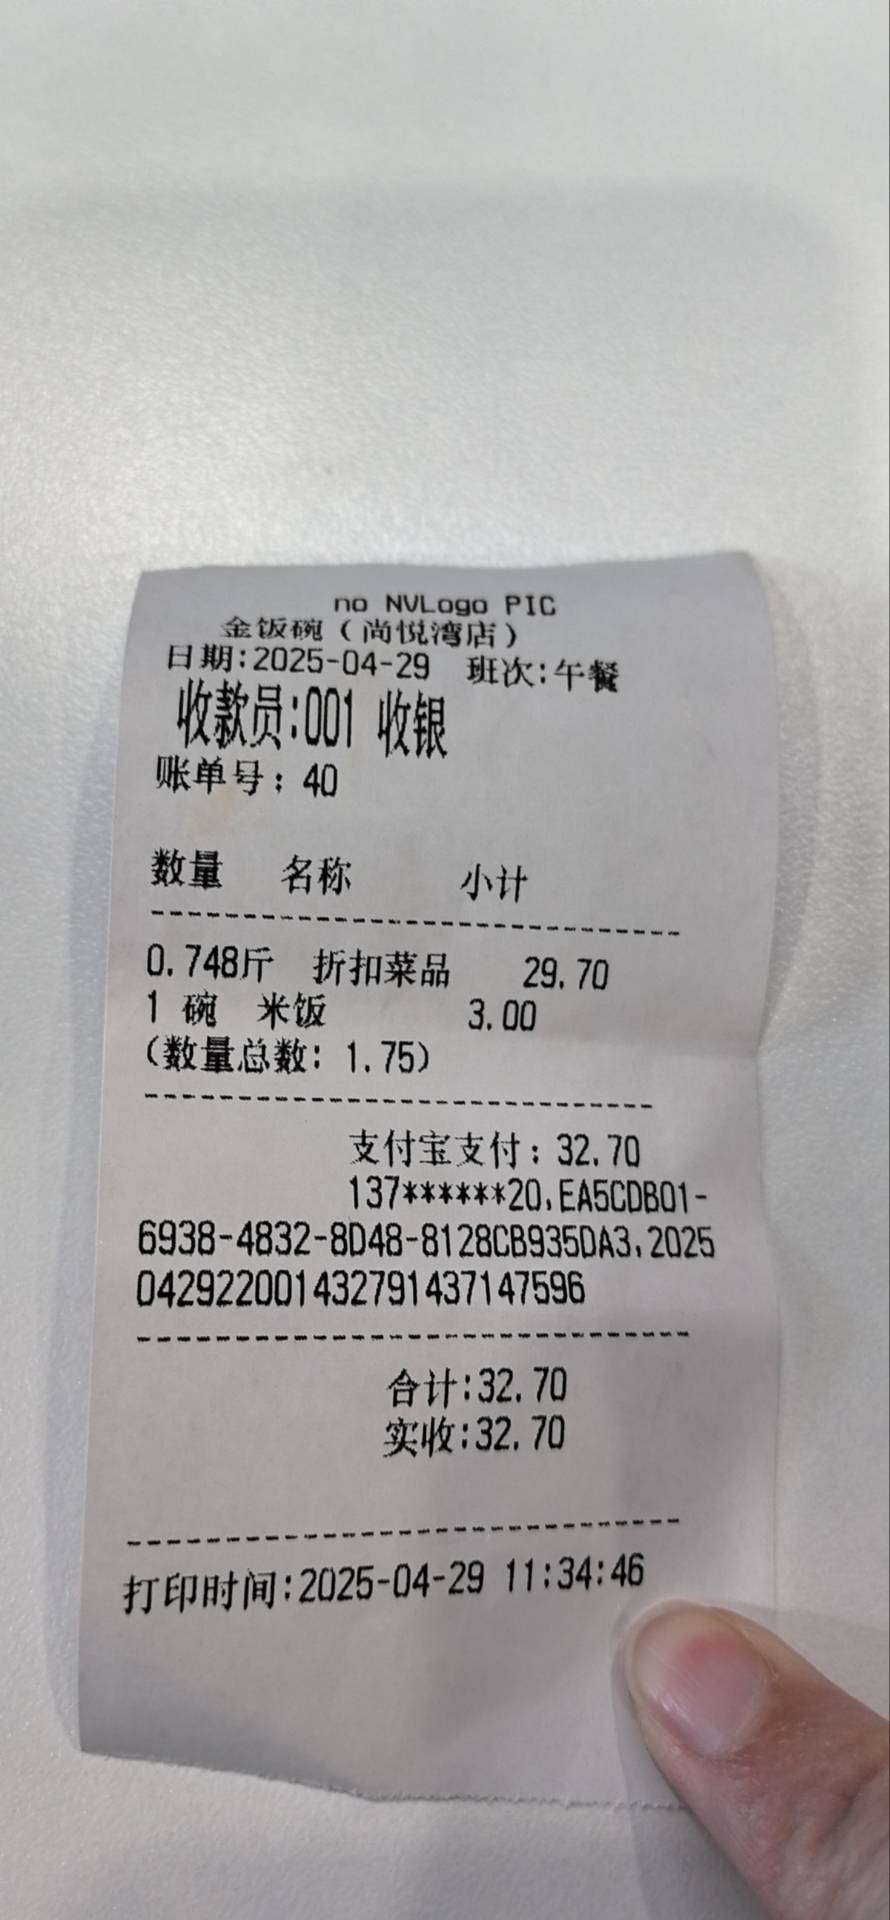 no NVLogo PIC
金饭碗（尚悦湾店）
日期:2025-04-29 班次:午餐
收款员:001 收银
账单号: 40
数量 名称 小计
0.748斤 折扣菜品 29.70
1 碗 米饭 3.00
(数量总数: 1.75)
支付宝支付: 32.70
137******20,EA5CDB01-
6938-4832-8D48-8128CB935DA3,2025
042922001432791437147596
合计:32.70
实收:32.70
打印时间:2025-04-29 11:34:46